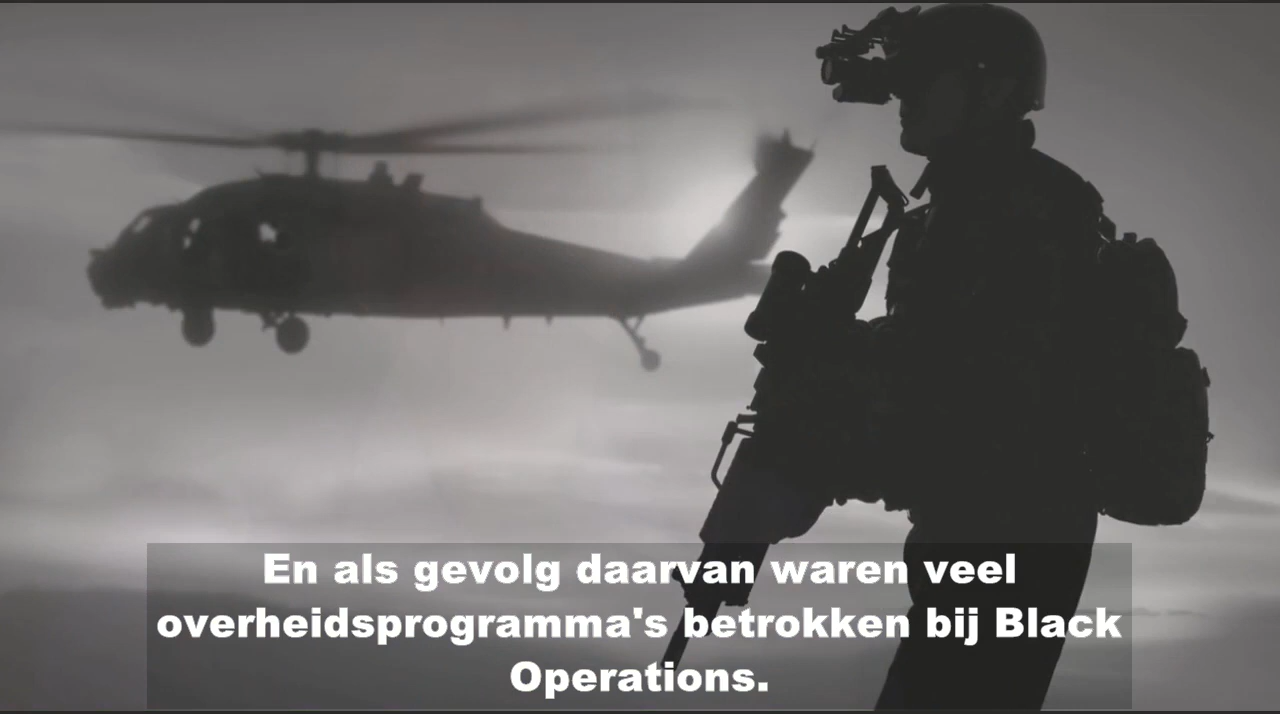 En als gevolg daarvan waren veel
overheidsprogramma's betrokken bij Black
Operations.